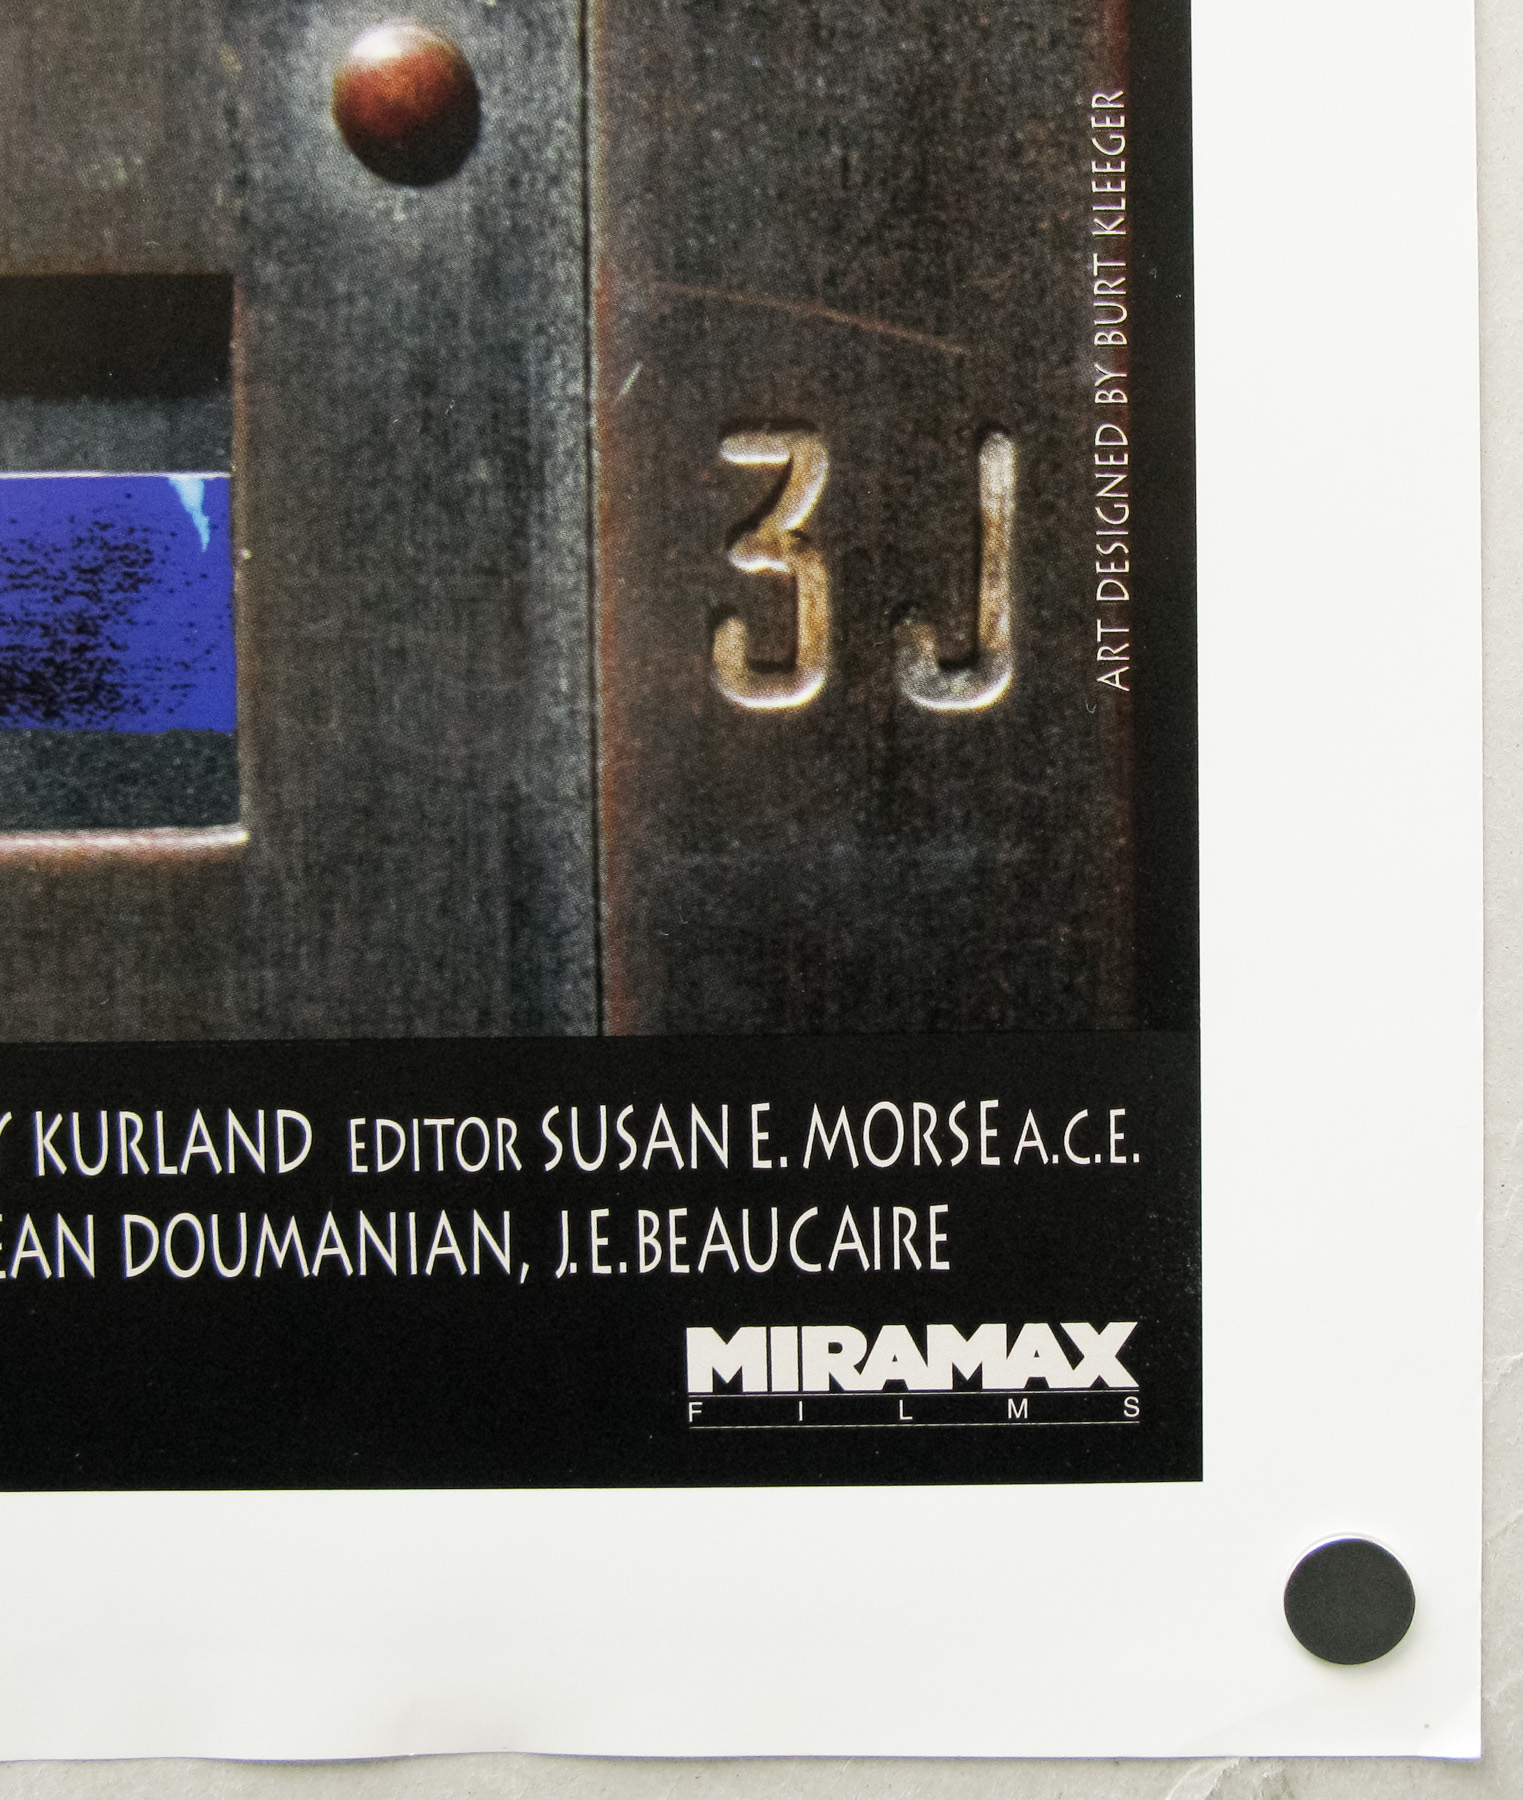 ART DESIGNED BY BURT KLEEGER
3J
KURLAND EDITOR SUSAN E. MORSE A.C.E.
DOUMANIAN, J.E. BEAUCAIRE
MIRAMAX
FILMS